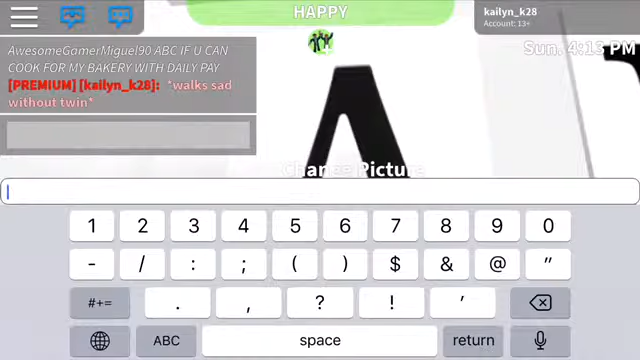 HAPPY
kailyn_k28
Account: 13+
Sun. 4:13 PM
AwesomeGamerMiguel90 ABC IF U CAN
COOK FOR MY BAKERY WITH DAILY PAY
[PREMIUM] [kailyn_k28]: *walks sad
without twin*
A
Change Picture
1 2 3 4 5 6 7 8 9 0
- / : ; ( ) $ & @ "
#+= . , ? ! '
ABC space return